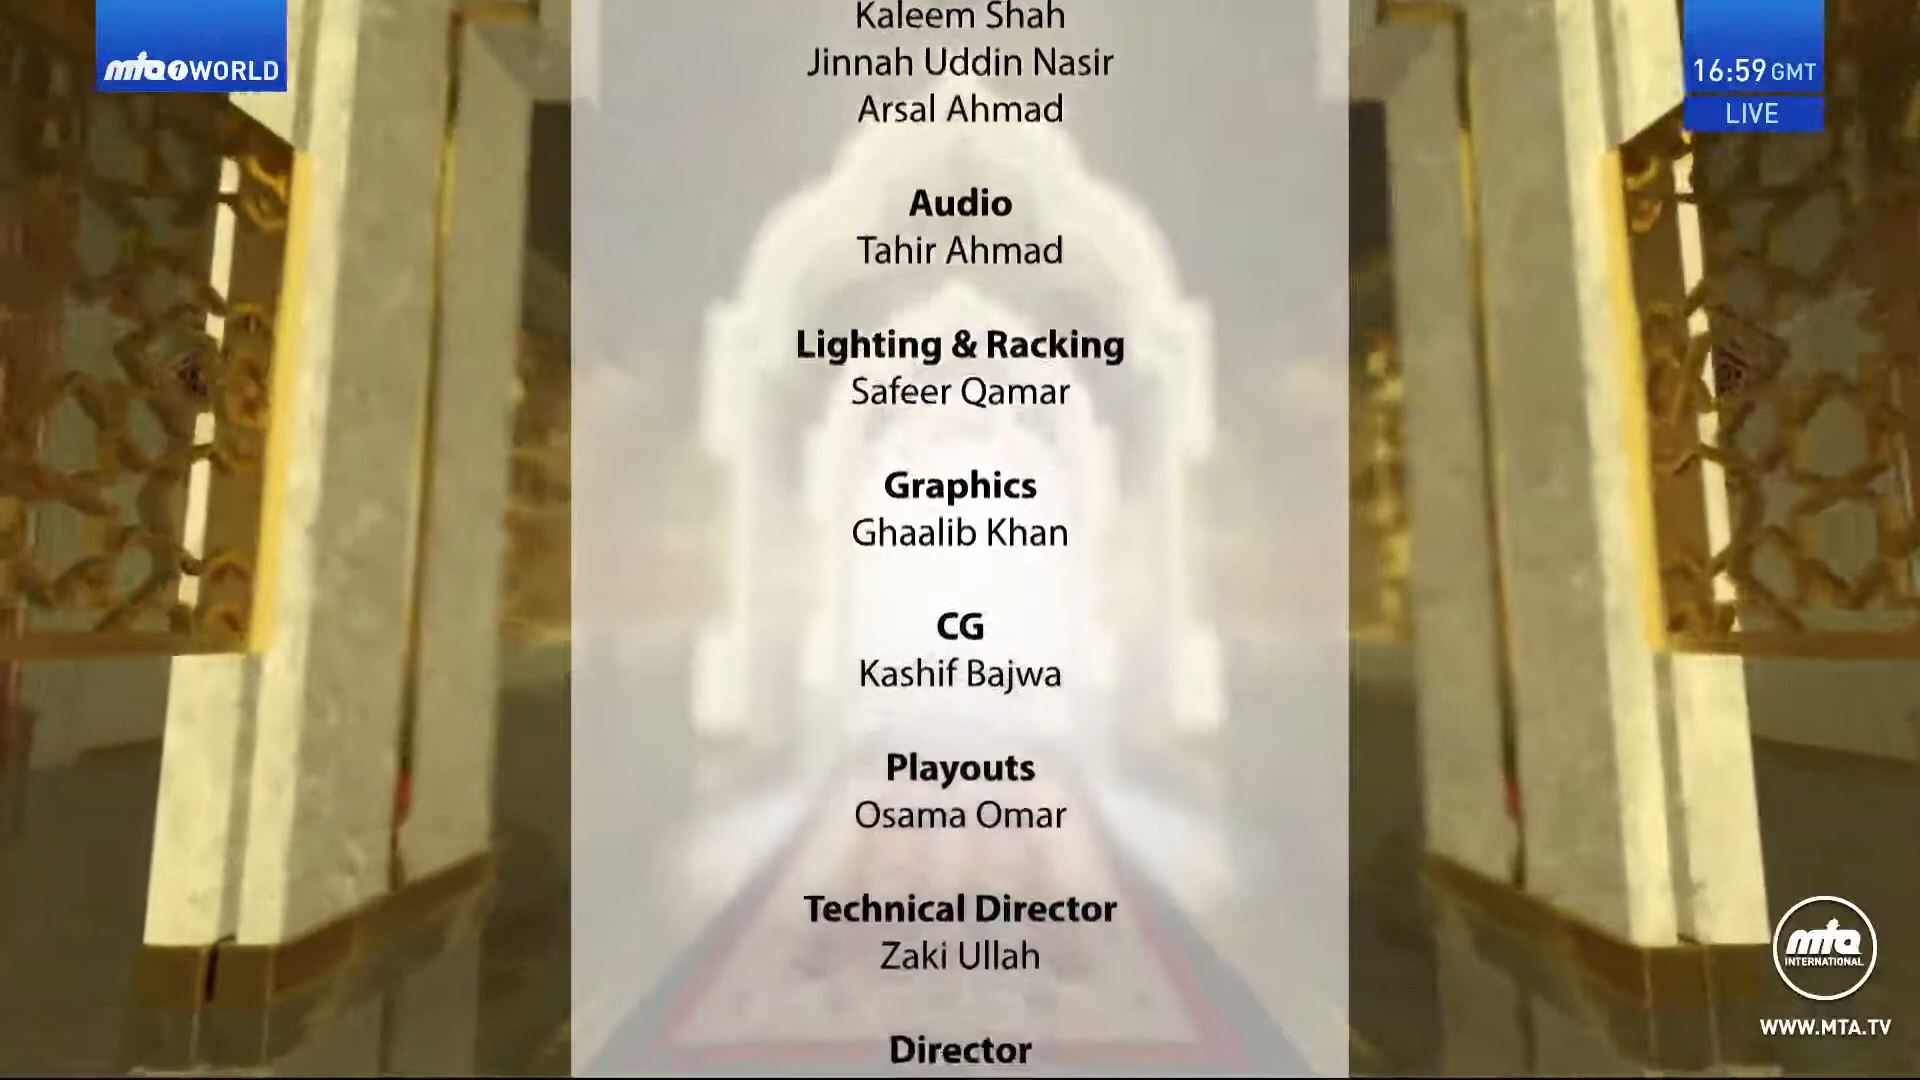 mta1WORLD
16:59 GMT
LIVE
Kaleem Shah
Jinnah Uddin Nasir
Arsal Ahmad
Audio
Tahir Ahmad
Lighting & Racking
Safeer Qamar
Graphics
Ghaalib Khan
CG
Kashif Bajwa
Playouts
Osama Omar
Technical Director
Zaki Ullah
Director
mta
INTERNATIONAL
WWW.MTA.TV